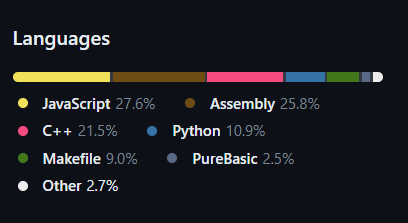 Languages
JavaScript 27.6% Assembly 25.8%
C++ 21.5% Python 10.9%
Makefile 9.0% PureBasic 2.5%
Other 2.7%